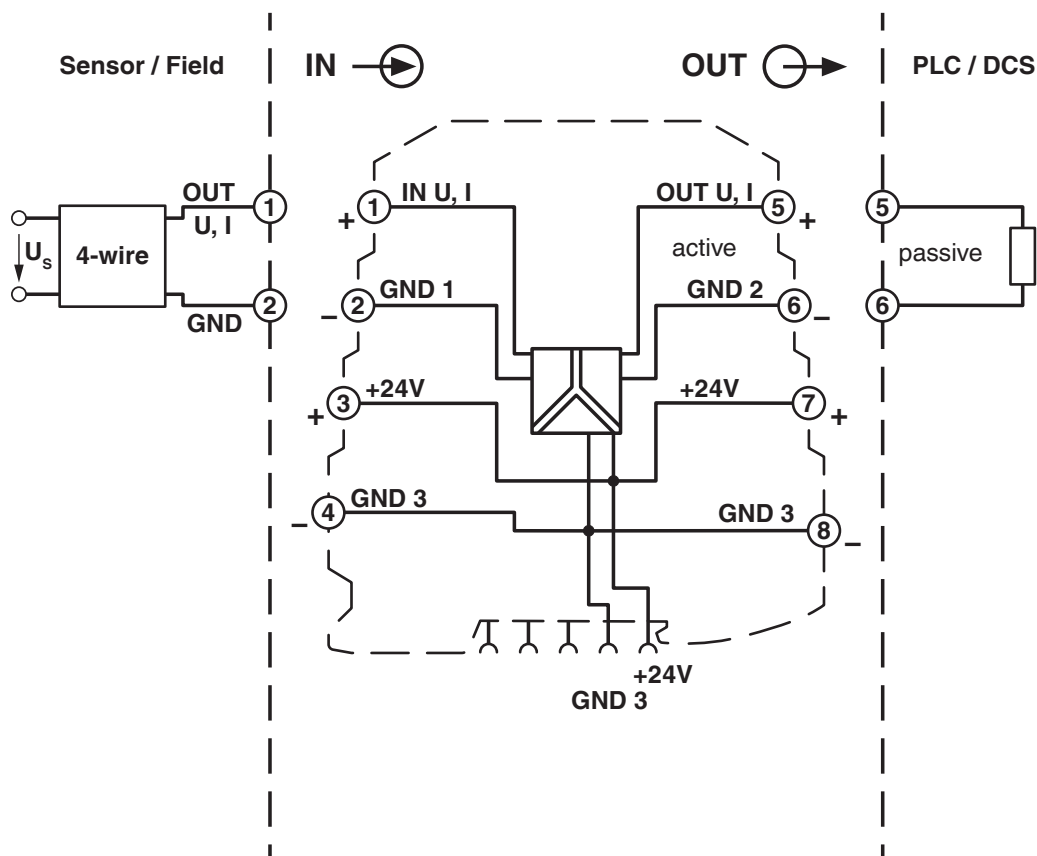 Sensor / Field
IN
OUT
PLC / DCS
OUT
1
U, I
U_S
4-wire
2
GND
1
IN U, I
+
OUT U, I
5
+
active
2
GND 1
–
GND 2
6
–
3
+24V
+
+24V
7
+
4
GND 3
–
GND 3
8
–
+24V
GND 3
5
passive
6